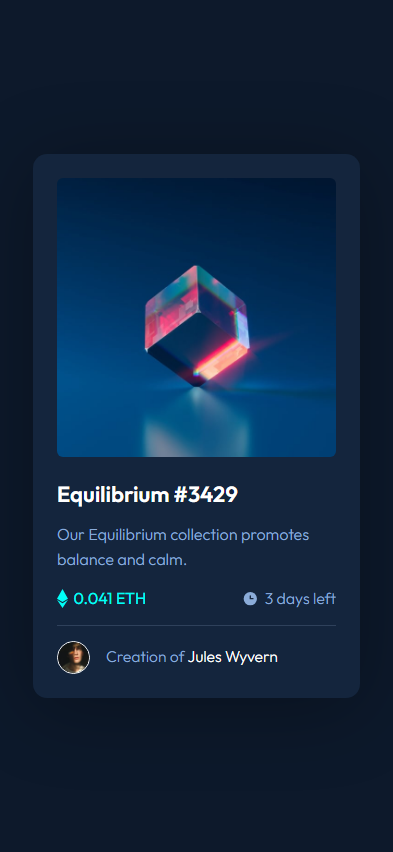 Equilibrium #3429
Our Equilibrium collection promotes
balance and calm.
0.041 ETH
3 days left
Creation of Jules Wyvern